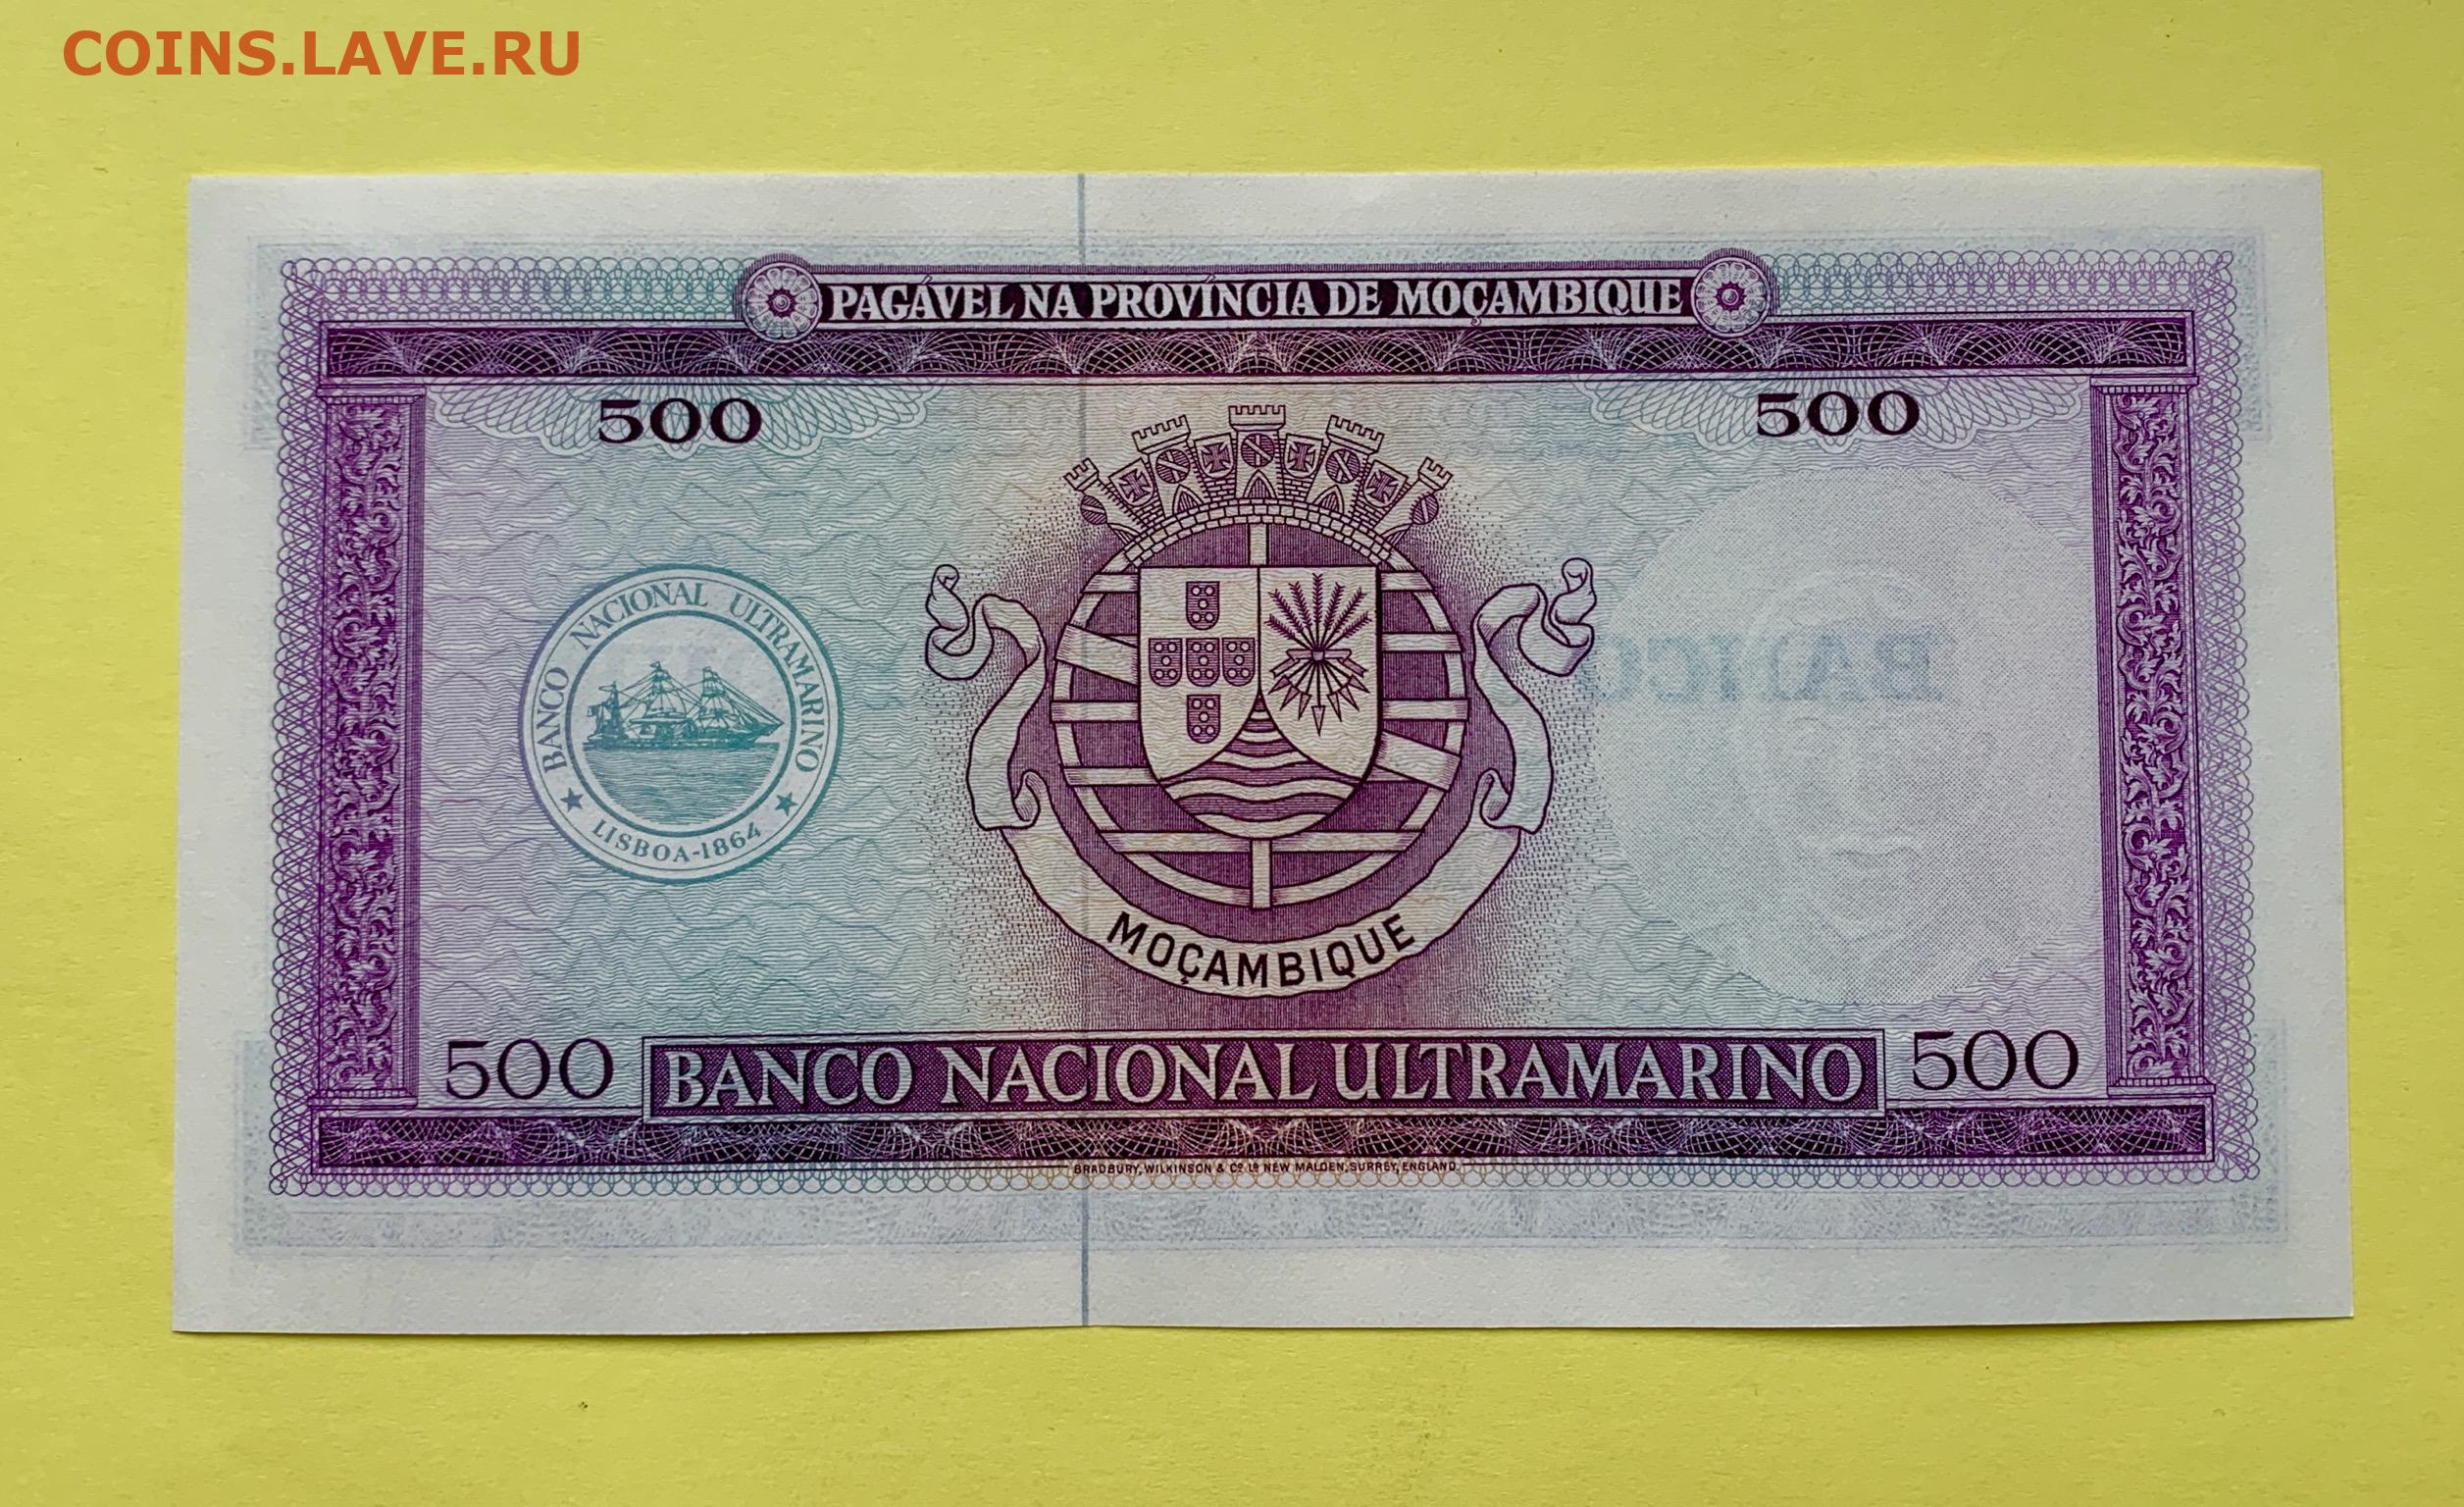 COINS.LAVE.RU
PAGÁVEL NA PROVÍNCIA DE MOÇAMBIQUE
500 500
BANCO NACIONAL ULTRAMARINO
LISBOA-1864
BANCO
MOÇAMBIQUE
500 BANCO NACIONAL ULTRAMARINO 500
BRADBURY, WILKINSON & Cº Lº NEW MALDEN, SURREY, ENGLAND.